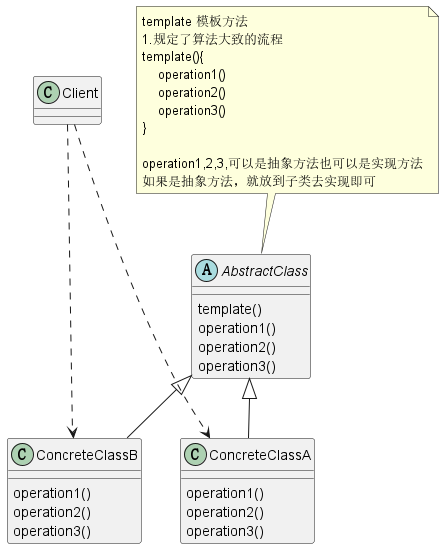 template 模板方法
1.规定了算法大致的流程
template(){
operation1()
operation2()
operation3()
}
operation1,2,3,可以是抽象方法也可以是实现方法
如果是抽象方法，就放到子类去实现即可
C Client
A AbstractClass
template()
operation1()
operation2()
operation3()
C ConcreteClassB
operation1()
operation2()
operation3()
C ConcreteClassA
operation1()
operation2()
operation3()